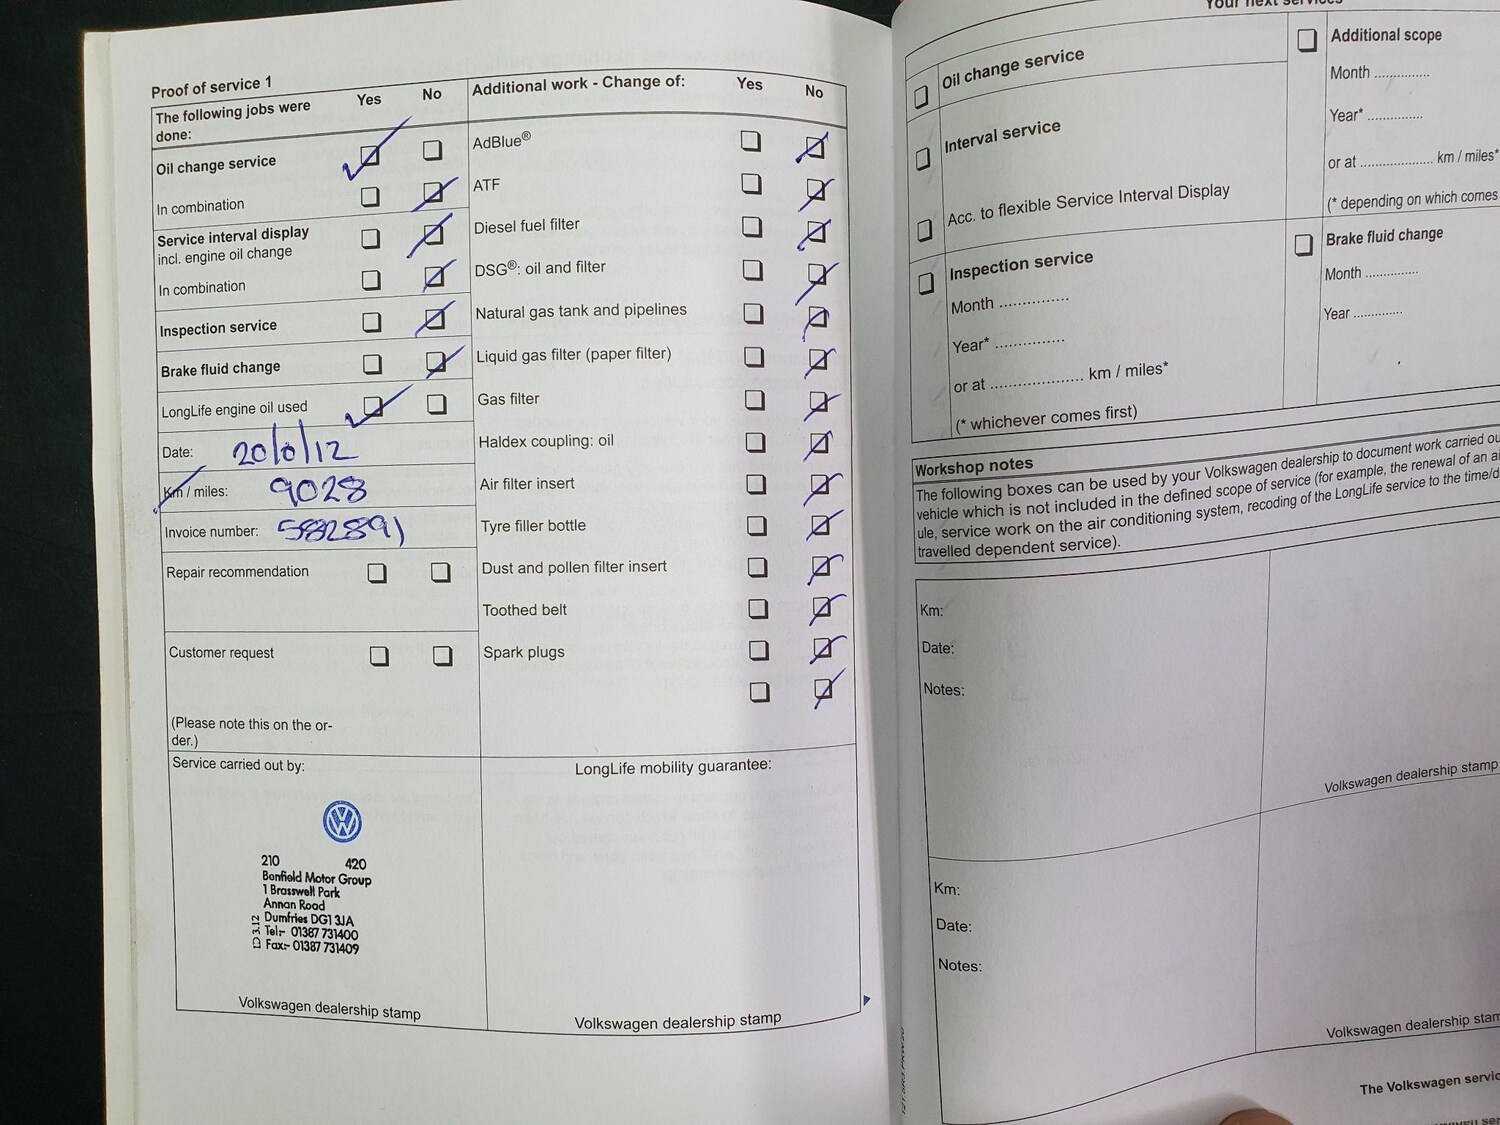 Proof of service 1
The following jobs were done: Yes No
Oil change service
In combination
Service interval display
incl. engine oil change
In combination
Inspection service
Brake fluid change
LongLife engine oil used
Date:
Km / miles: 9028
Invoice number: 5882891
Repair recommendation
Customer request
(Please note this on the or-
der.)
Service carried out by:
210 420
Benfield Motor Group
1 Brasswell Park
Annan Road
Dumfries DG1 3JA
Tel:- 01387 731400
Fax:- 01387 731409
Volkswagen dealership stamp
Additional work - Change of: Yes No
AdBlue®
ATF
Diesel fuel filter
DSG®: oil and filter
Natural gas tank and pipelines
Liquid gas filter (paper filter)
Gas filter
Haldex coupling: oil
Air filter insert
Tyre filler bottle
Dust and pollen filter insert
Toothed belt
Spark plugs
LongLife mobility guarantee:
Volkswagen dealership stamp
Your next services
Oil change service
Interval service
Acc. to flexible Service Interval Display
Inspection service
Month ...............
Year* ...............
or at .................... km / miles*
(* whichever comes first)
Additional scope
Month ..............
Year* ..............
or at .................... km / miles*
(* depending on which comes
Brake fluid change
Month ..............
Year .............
Workshop notes
The following boxes can be used by your Volkswagen dealership to document work carried
vehicle which is not included in the defined scope of service (for example, the renewal of an
ule, service work on the air conditioning system, recoding of the LongLife service to the
travelled dependent service).
Km:
Date:
Notes:
Volkswagen dealership stamp
Km:
Date:
Notes:
Volkswagen dealership
The Volkswagen